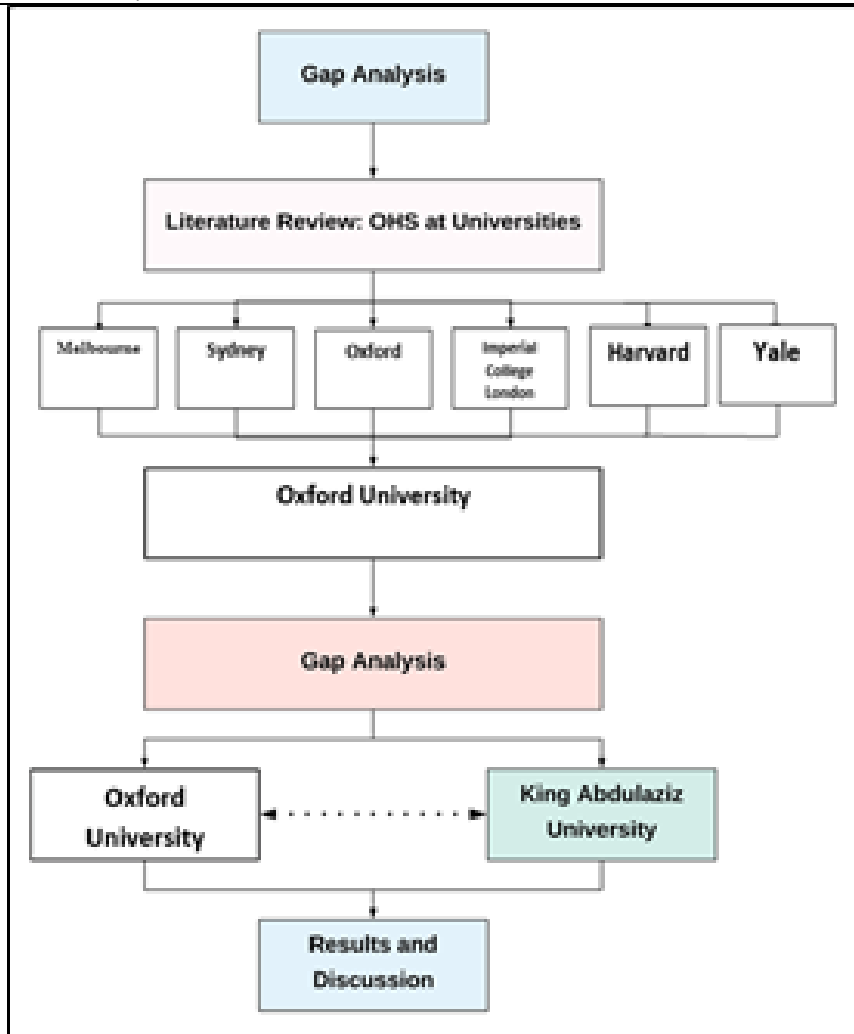 Gap Analysis
Literature Review: OHS at Universities
Melbourne
Sydney
Oxford
Imperial
College
London
Harvard
Yale
Oxford University
Gap Analysis
Oxford
University
King Abdulaziz
University
Results and
Discussion